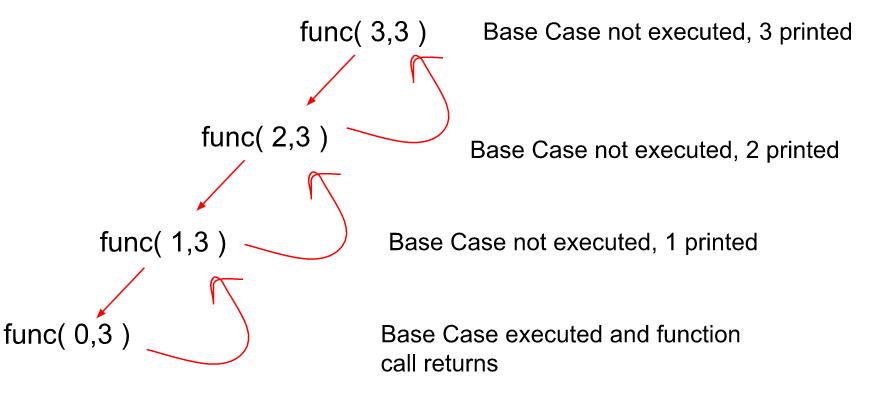 func( 3,3 )
Base Case not executed, 3 printed
func( 2,3 )
Base Case not executed, 2 printed
func( 1,3 )
Base Case not executed, 1 printed
func( 0,3 )
Base Case executed and function
call returns